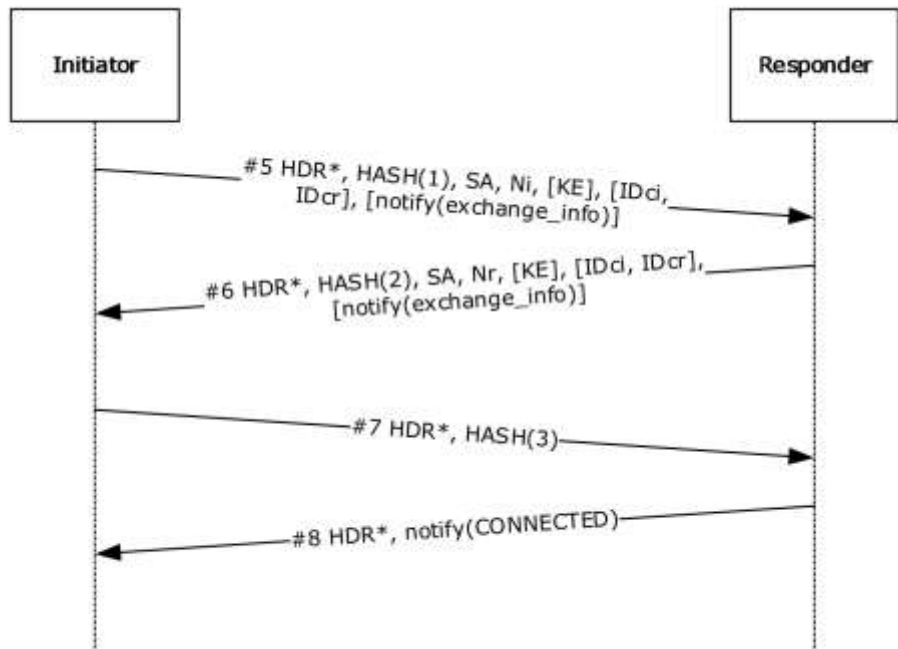 Initiator
Responder
#5 HDR*, HASH(1), SA, Ni, [KE], [IDci,
IDcr], [notify(exchange_info)]
#6 HDR*, HASH(2), SA, Nr, [KE], [IDci, IDcr],
[notify(exchange_info)]
#7 HDR*, HASH(3)
#8 HDR*, notify(CONNECTED)